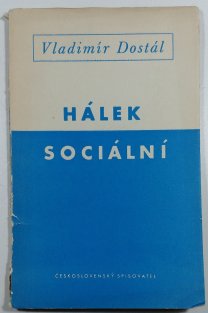 Vladimír Dostál
HÁLEK
SOCIÁLNÍ
ČESKOSLOVENSKÝ SPISOVATEL